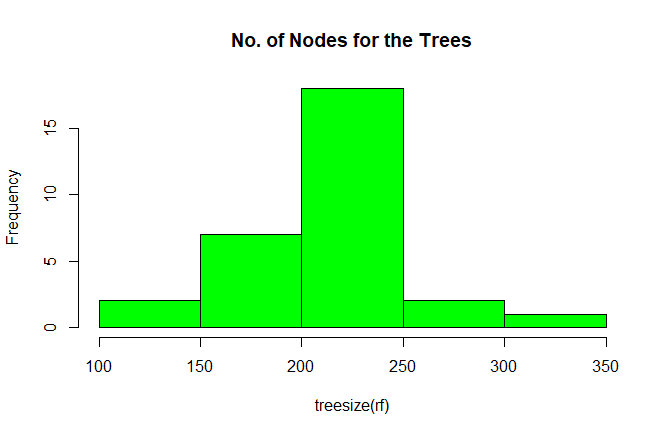 No. of Nodes for the Trees
Frequency
15
10
5
0
100 150 200 250 300 350
treesize(rf)